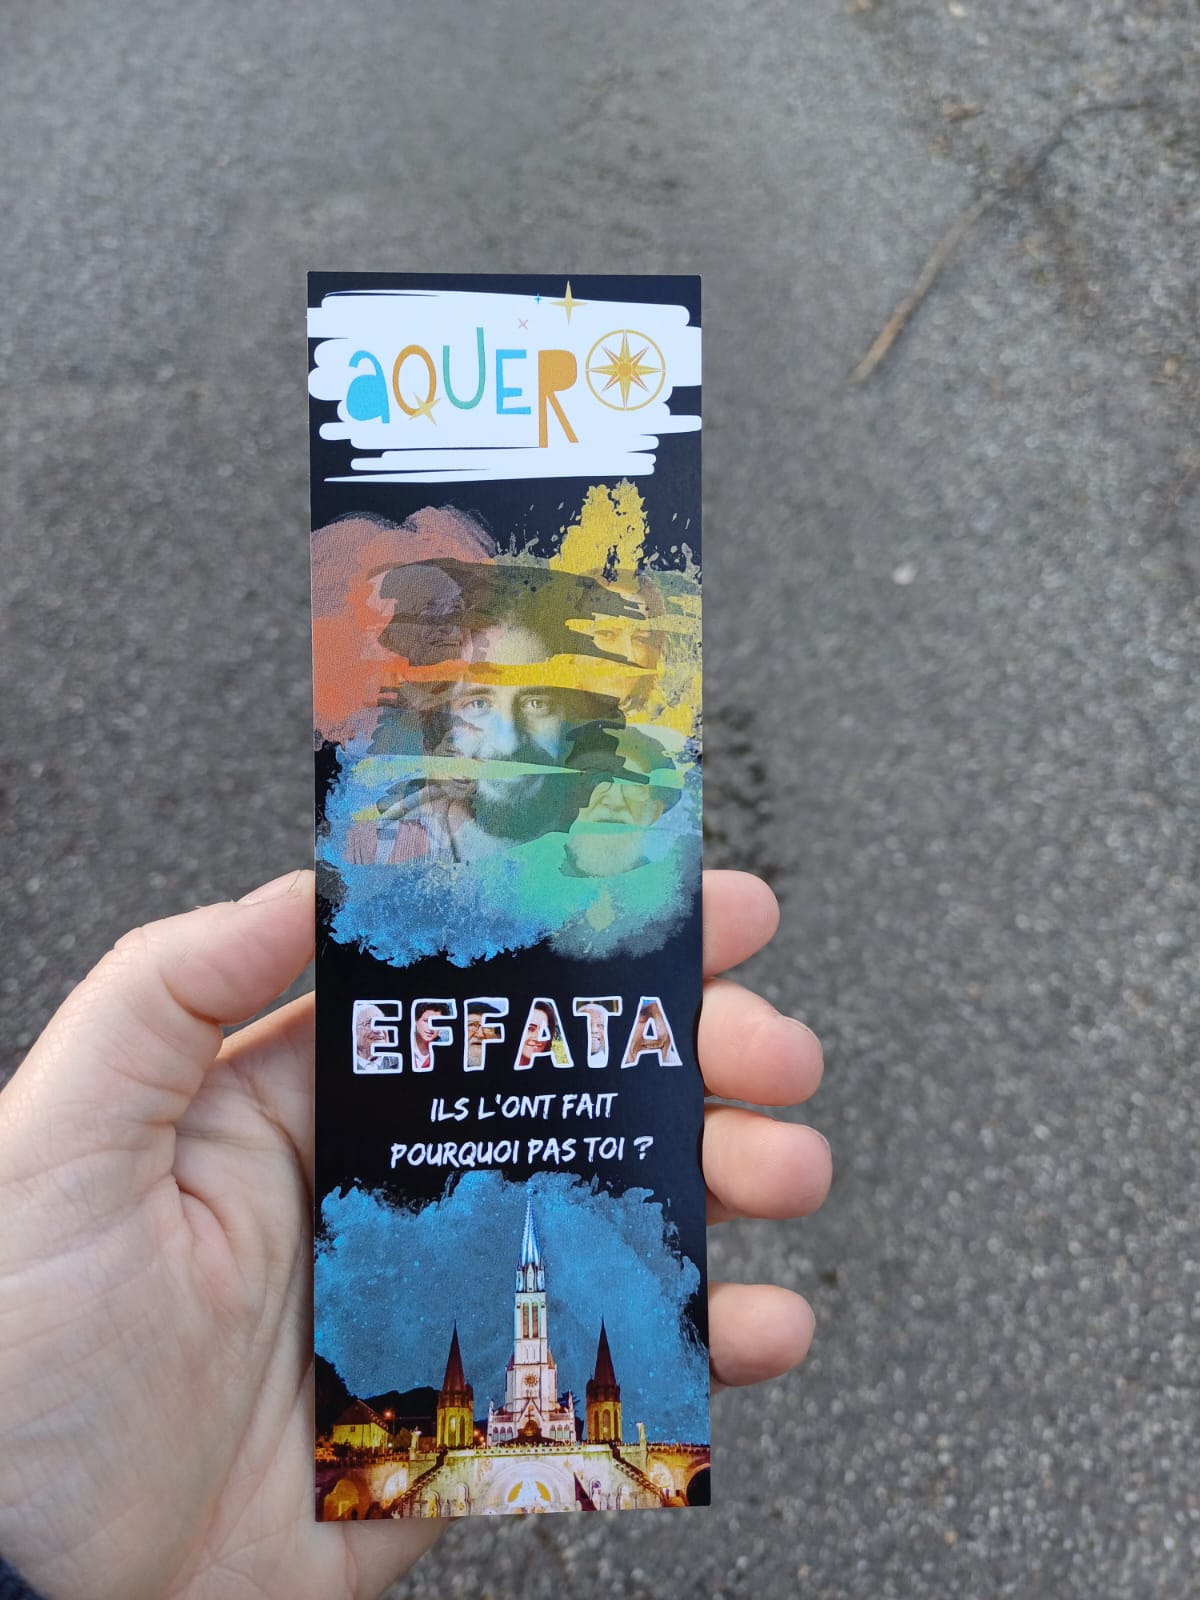 aQUERO
EFFATA
ILS L'ONT FAIT
POURQUOI PAS TOI ?